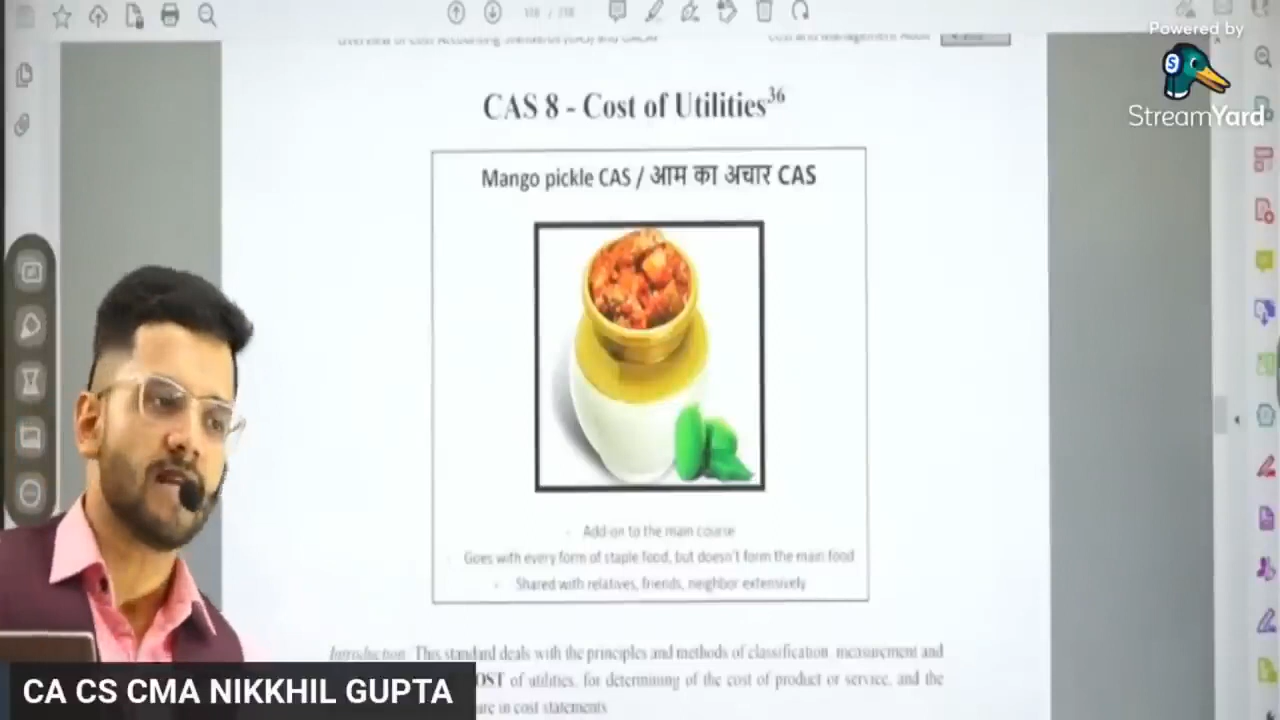 Powered by
StreamYard
CAS 8 - Cost of Utilities36
Mango pickle CAS / आम का अचार CAS
- Add-on to the main course
- Goes with every form of staple food, but doesn't form the main food
- Shared with relatives, friends, neighbor extensively
Introduction: This standard deals with the principles and methods of classification, measurement and
OST of utilities, for determining of the cost of product or service, and the
in cost statements
CA CS CMA NIKKHIL GUPTA